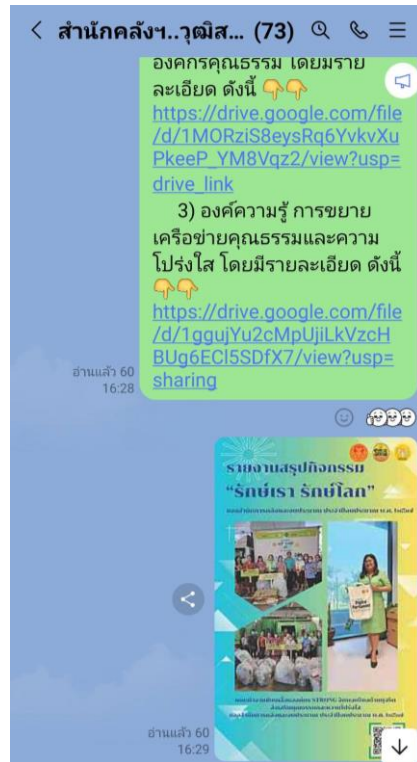 สำนักคลังฯ..วุฒิส... (73)
องค์กรคุณธรรม โดยมีราย
ละเอียด ดังนี้ 👇👇
https://drive.google.com/file
/d/1MORziS8eysRq6YvkvXu
PkeeP_YM8Vqz2/view?usp=
drive_link
3) องค์ความรู้ การขยาย
เครือข่ายคุณธรรมและความ
โปร่งใส โดยมีรายละเอียด ดังนี้
👇👇
https://drive.google.com/file
/d/1ggujYu2cMpUjiLkVzcH
BUg6ECl5SDfX7/view?usp=
sharing
อ่านแล้ว 60
16:28
รายงานสรุปกิจกรรม
“รักษ์เรา รักษ์โลก”
อ่านแล้ว 60
16:29